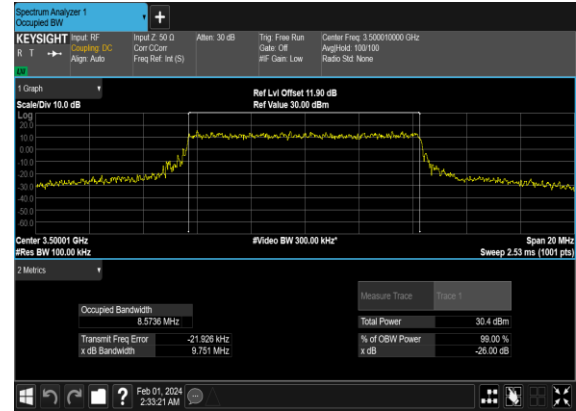 Spectrum Analyzer 1
Occupied BW
+
KEYSIGHT Input: RF Input Z: 50 Ω Atten: 30 dB Trig: Free Run Center Freq: 3.500010000 GHz
R T Coupling: DC Corr CCorr Gate: Off Avg|Hold: 100/100
Align: Auto Freq Ref: Int (S) #IF Gain: Low Radio Std: None
1 Graph
Ref Lvl Offset 11.90 dB
Scale/Div 10.0 dB Ref Value 30.00 dBm
Log
20.0
10.0
0.00
-10.0
-20.0
-30.0
-40.0
-50.0
-60.0
Center 3.50001 GHz #Video BW 300.00 kHz* Span 20 MHz
#Res BW 100.00 kHz Sweep 2.53 ms (1001 pts)
2 Metrics
Measure Trace Trace 1
Occupied Bandwidth
8.5736 MHz Total Power 30.4 dBm
Transmit Freq Error -21.926 kHz % of OBW Power 99.00 %
x dB Bandwidth 9.751 MHz x dB -26.00 dB
? Feb 01, 2024
2:33:21 AM